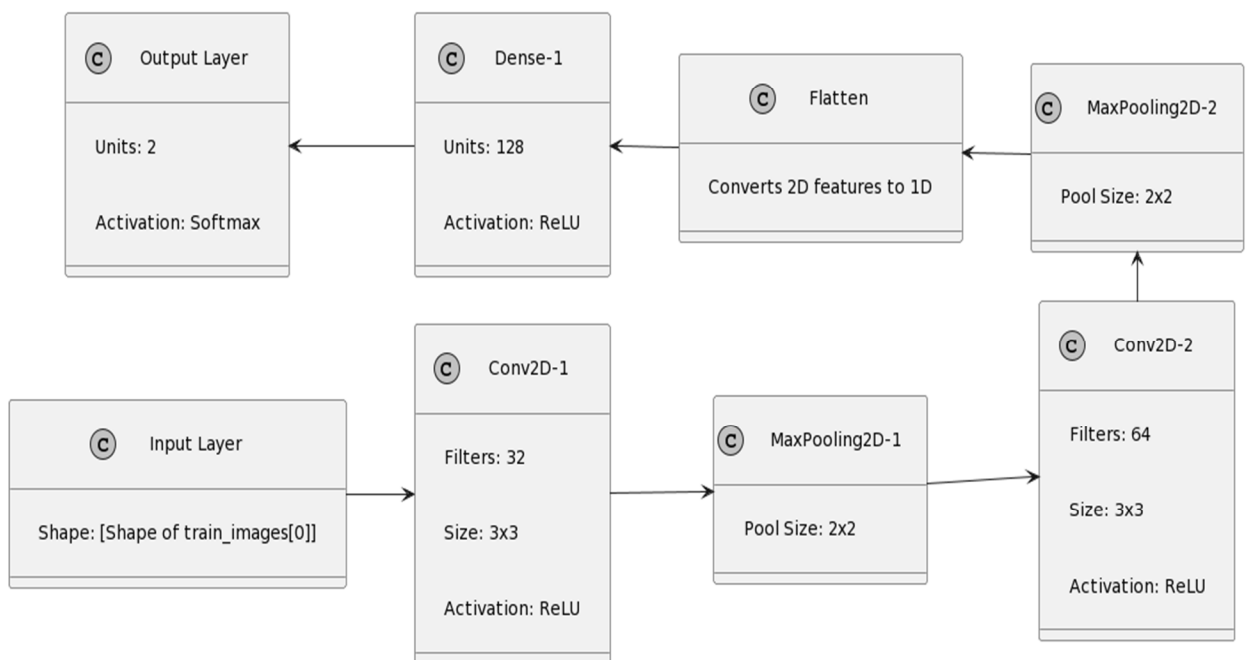 C Output Layer
Units: 2
Activation: Softmax
C Dense-1
Units: 128
Activation: ReLU
C Flatten
Converts 2D features to 1D
C MaxPooling2D-2
Pool Size: 2x2
C Input Layer
Shape: [Shape of train_images[0]]
C Conv2D-1
Filters: 32
Size: 3x3
Activation: ReLU
C MaxPooling2D-1
Pool Size: 2x2
C Conv2D-2
Filters: 64
Size: 3x3
Activation: ReLU